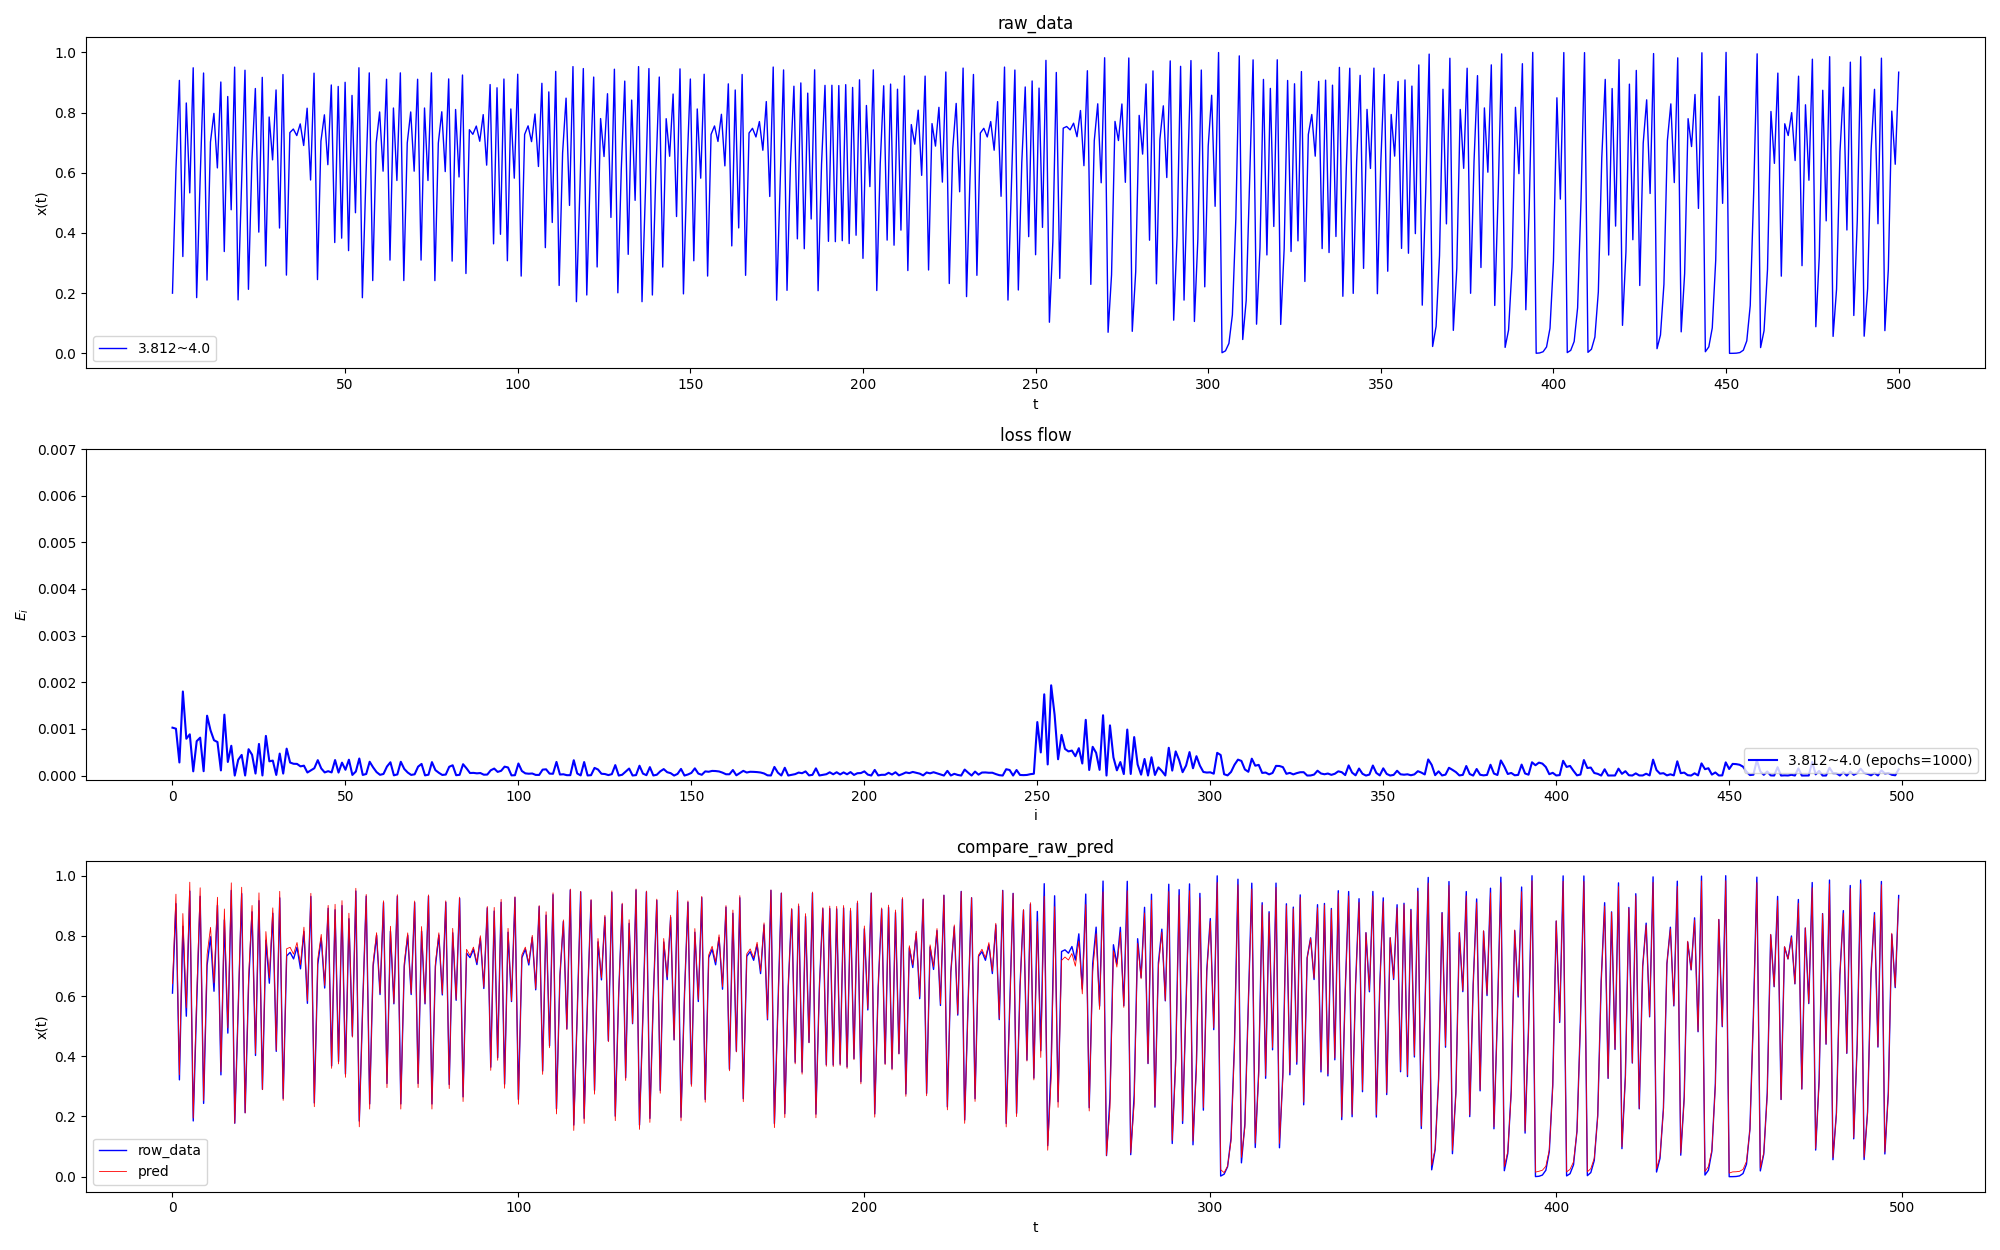 raw_data
1.0
0.8
0.6
0.4
0.2
0.0
x(t)
3.812~4.0
50 100 150 200 250 300 350 400 450 500
t
loss flow
0.007
0.006
0.005
0.004
0.003
0.002
0.001
0.000
E_i
3.812~4.0 (epochs=1000)
0 50 100 150 200 250 300 350 400 450 500
i
compare_raw_pred
1.0
0.8
0.6
0.4
0.2
0.0
x(t)
row_data
pred
0 100 200 300 400 500
t